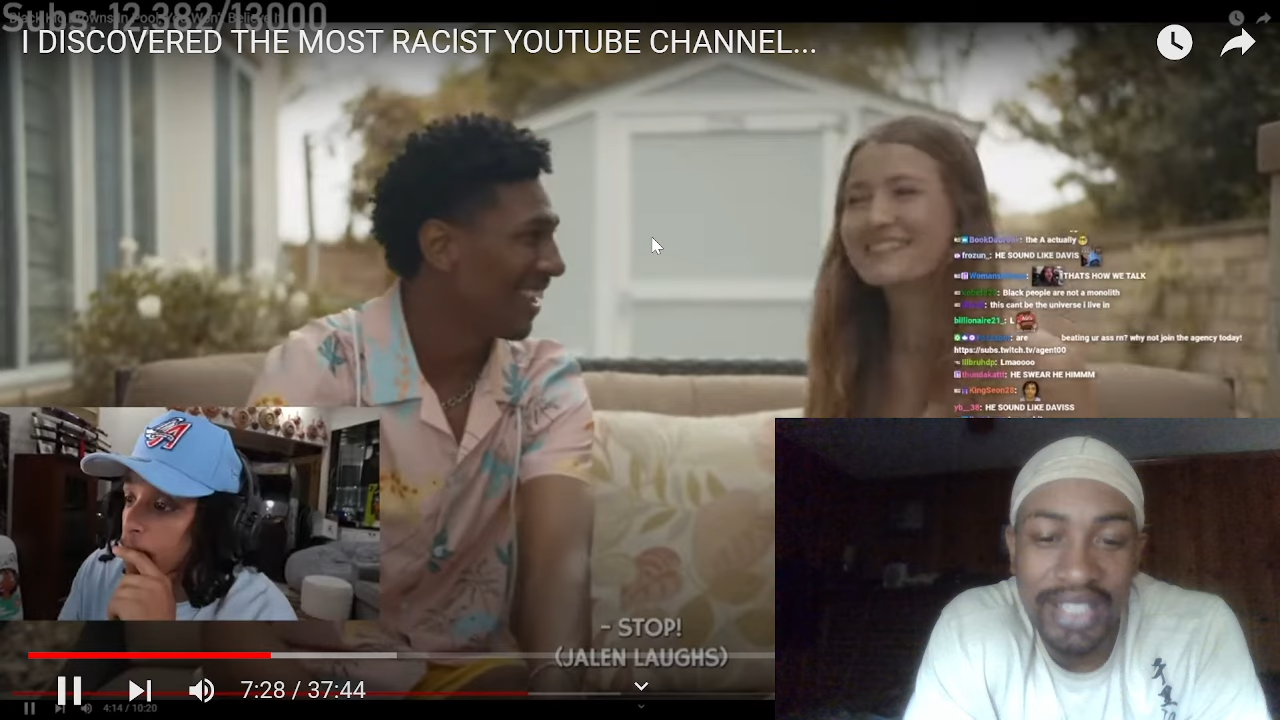 Subs: 12,382/13000
I DISCOVERED THE MOST RACIST YOUTUBE CHANNEL...
the A actually
frozun_: HE SOUND LIKE DAVIS
THATS HOW WE TALK
Black people are not a monolith
this cant be the universe i live in
billionaire21_: L
are beating ur ass rn? why not join the agency today!
https://subs.twitch.tv/agent00
lilbruhdp: Lmaoooo
HE SWEAR HE HIMMM
KingSeon28:
yb__38: HE SOUND LIKE DAVISS
- STOP!
(JALEN LAUGHS)
7:28 / 37:44
4:14 / 10:20